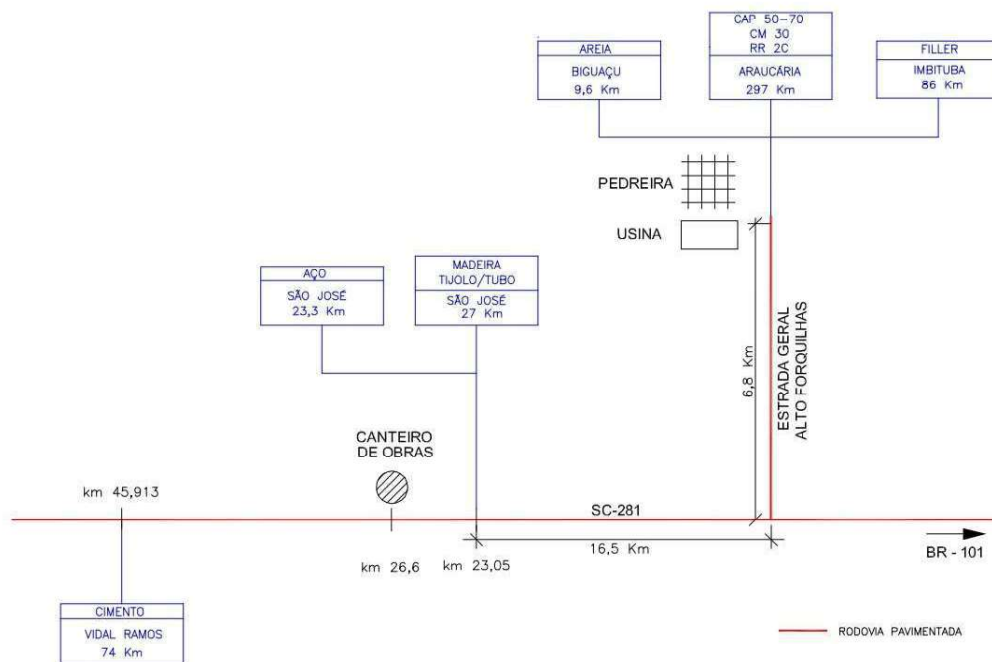 CAP 50-70
CM 30
RR 2C
ARAUCÁRIA
297 Km
AREIA
BIGUAÇU
9,6 Km
FILLER
IMBITUBA
86 Km
PEDREIRA
USINA
MADEIRA
TIJOLO/TUBO
SÃO JOSÉ
27 Km
AÇO
SÃO JOSÉ
23,3 Km
6,8 Km
ESTRADA GERAL
ALTO FORQUILHAS
CANTEIRO
DE OBRAS
km 45,913
SC-281
16,5 Km
BR - 101
km 26,6
km 23,05
CIMENTO
VIDAL RAMOS
74 Km
RODOVIA PAVIMENTADA